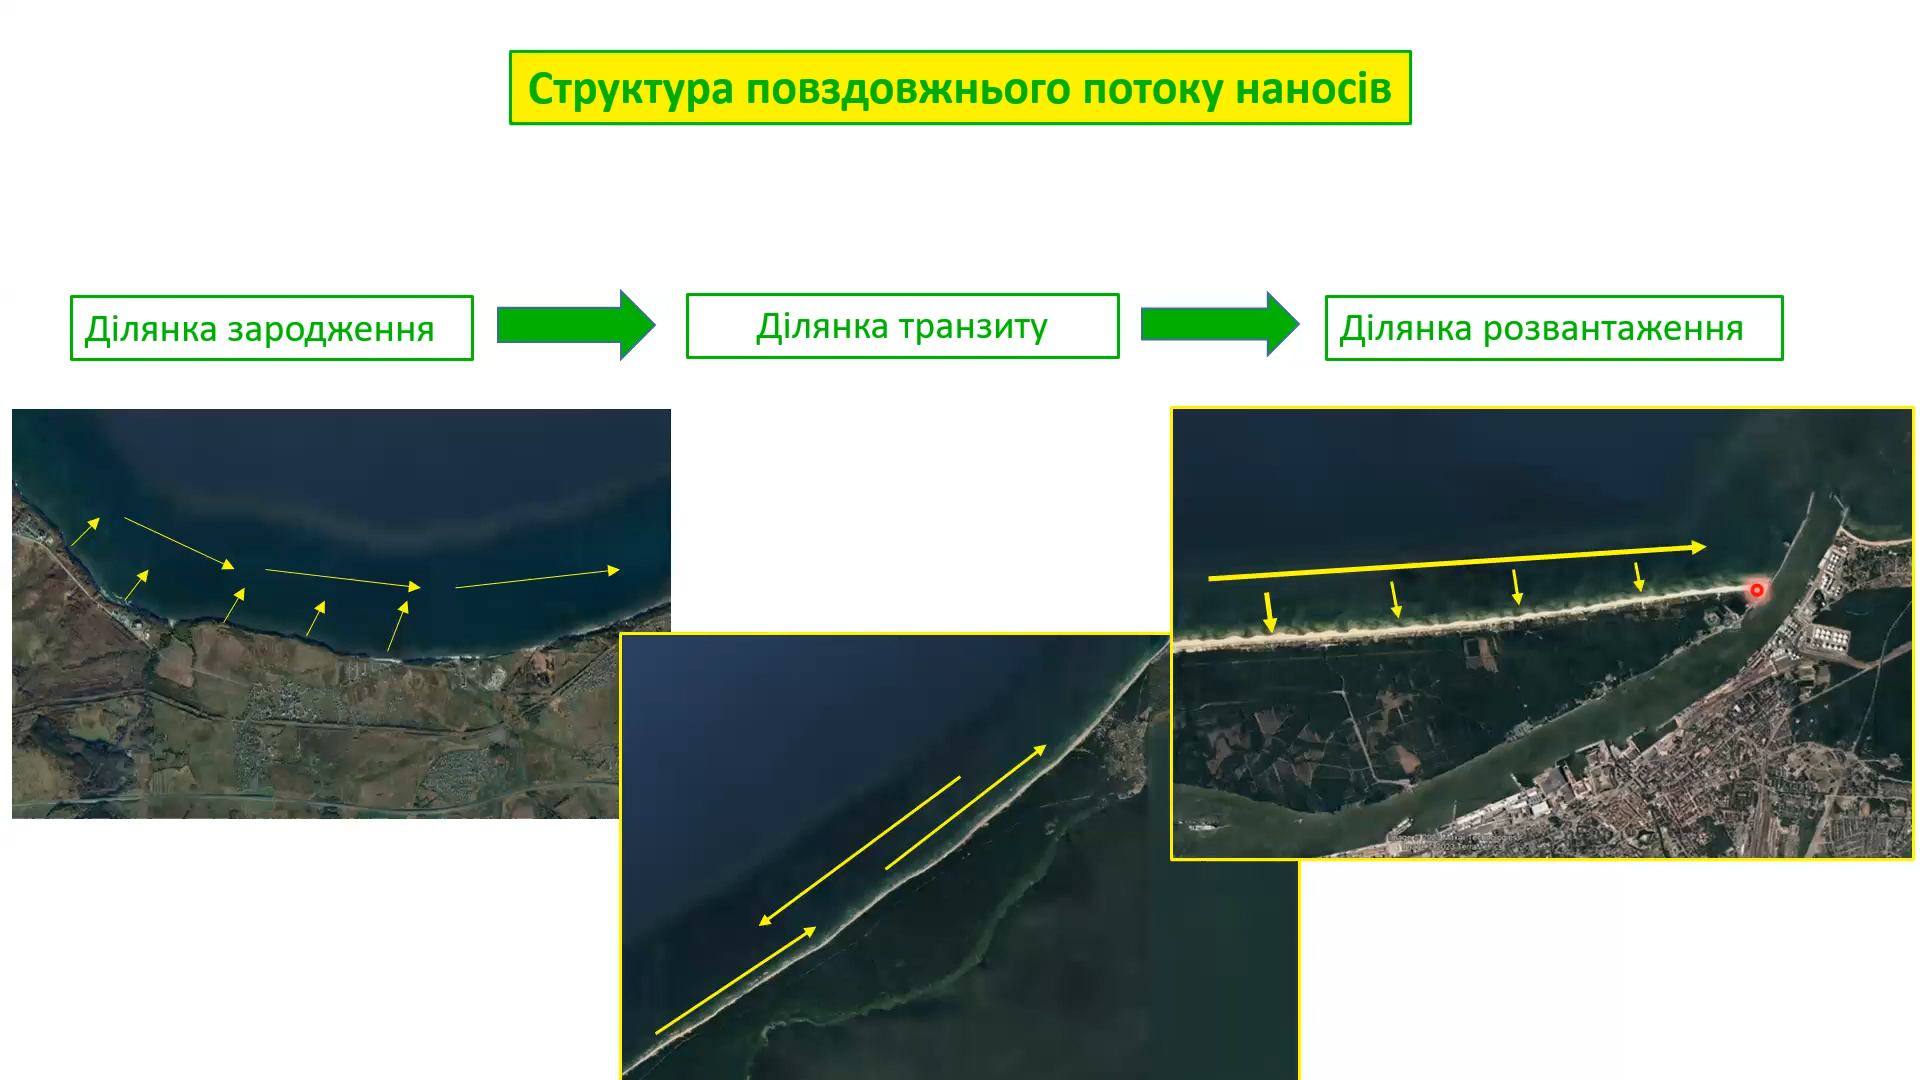 Структура повздовжнього потоку наносів
Ділянка зародження
Ділянка транзиту
Ділянка розвантаження